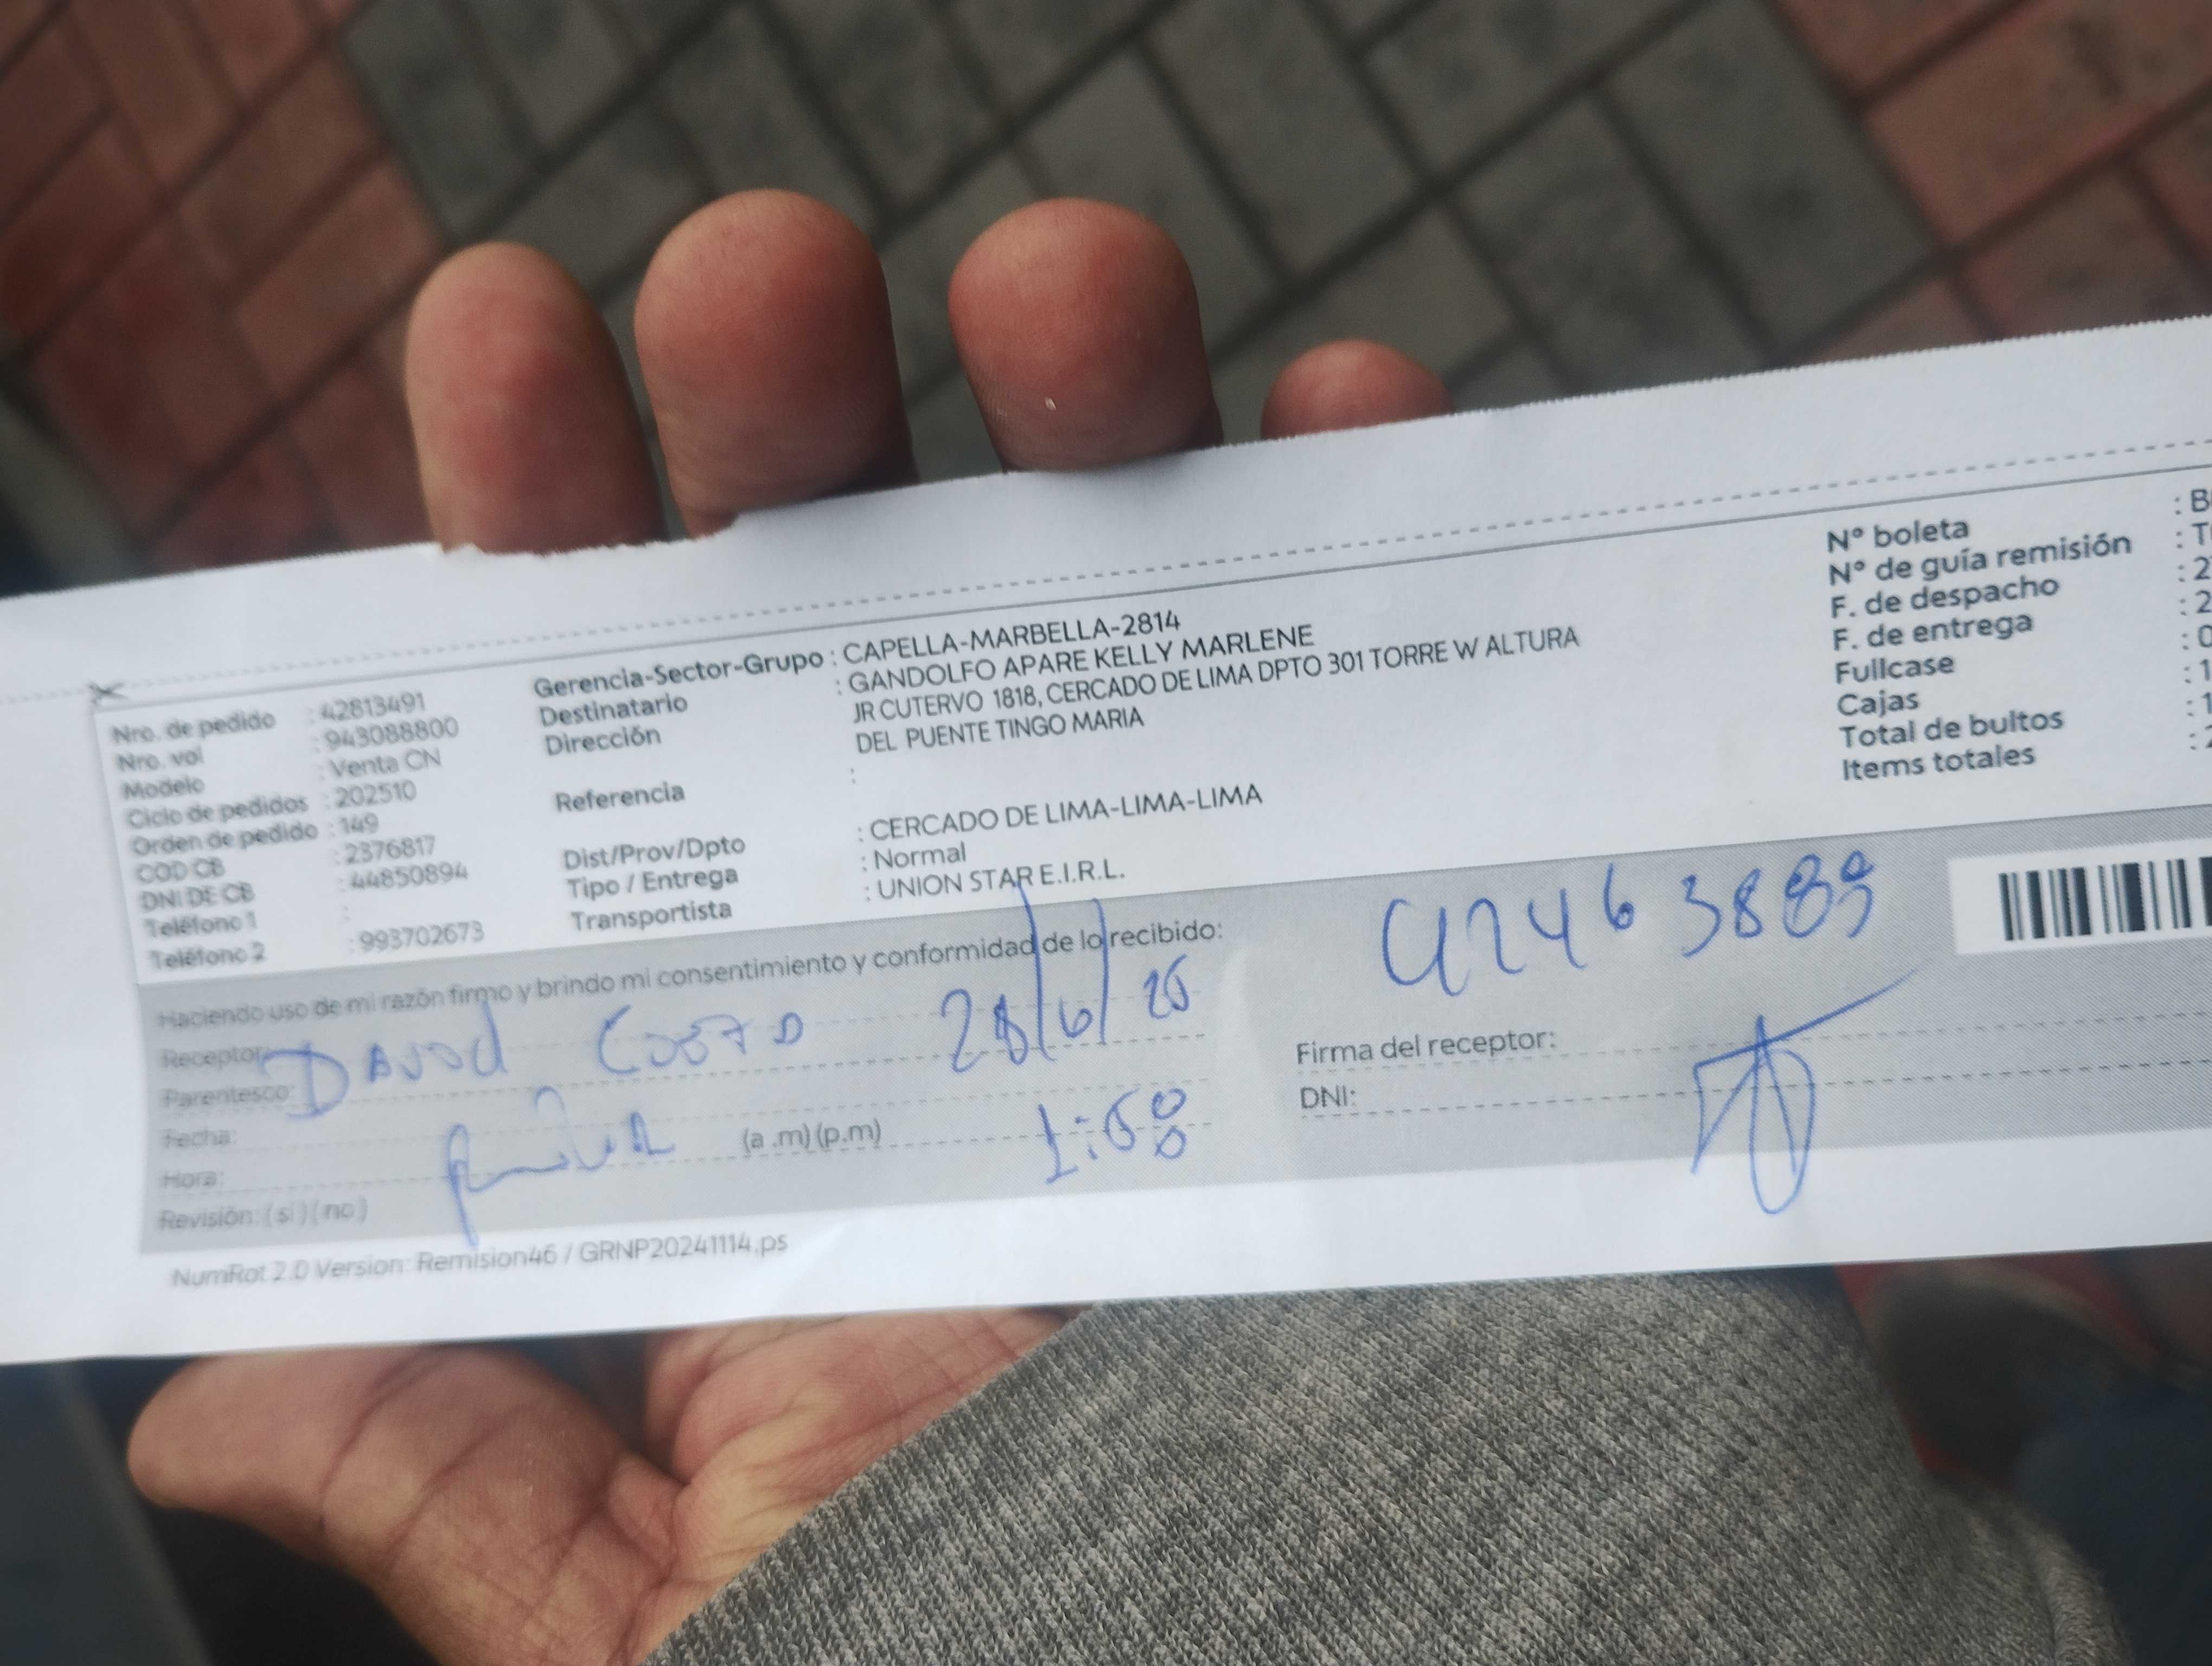 Nro. de pedido : 42813491
Nro. vol : 943088800
Modelo : Venta CN
Ciclo de pedidos : 202510
Orden de pedido : 149
COD CB : 2376817
DNI DE CB : 44850894
Teléfono 1 :
Teléfono 2 : 993702673
Gerencia-Sector-Grupo : CAPELLA-MARBELLA-2814
Destinatario : GANDOLFO APARE KELLY MARLENE
Dirección JR CUTERVO 1818, CERCADO DE LIMA DPTO 301 TORRE W ALTURA
DEL PUENTE TINGO MARIA
Referencia :
Dist/Prov/Dpto : CERCADO DE LIMA-LIMA-LIMA
Tipo / Entrega : Normal
Transportista : UNION STAR E.I.R.L.
N° boleta : B
N° de guía remisión : T
F. de despacho : 2
F. de entrega : 2
Fullcase : 0
Cajas : 1
Total de bultos : 1
Items totales : 2
Haciendo uso de mi razón firmo y brindo mi consentimiento y conformidad de lo recibido:
Receptor:
Parentesco:
Fecha:
Hora: (a .m) (p.m)
Revisión: ( si ) ( no )
Firma del receptor:
DNI:
NumRot 2.0 Version: Remision46 / GRNP20241114.ps